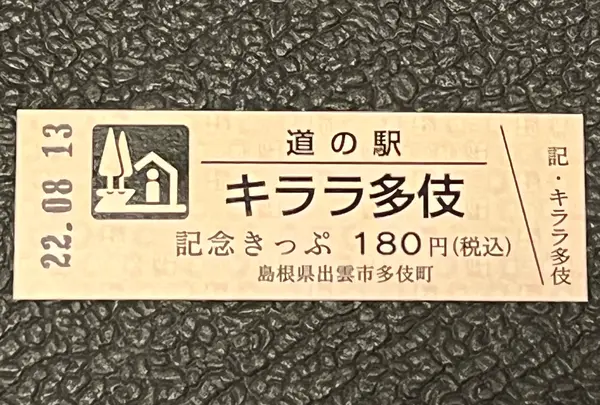 22.08 13
道の駅
キララ多伎
記念きっぷ 180円(税込)
島根県出雲市多伎町
記・キララ多伎